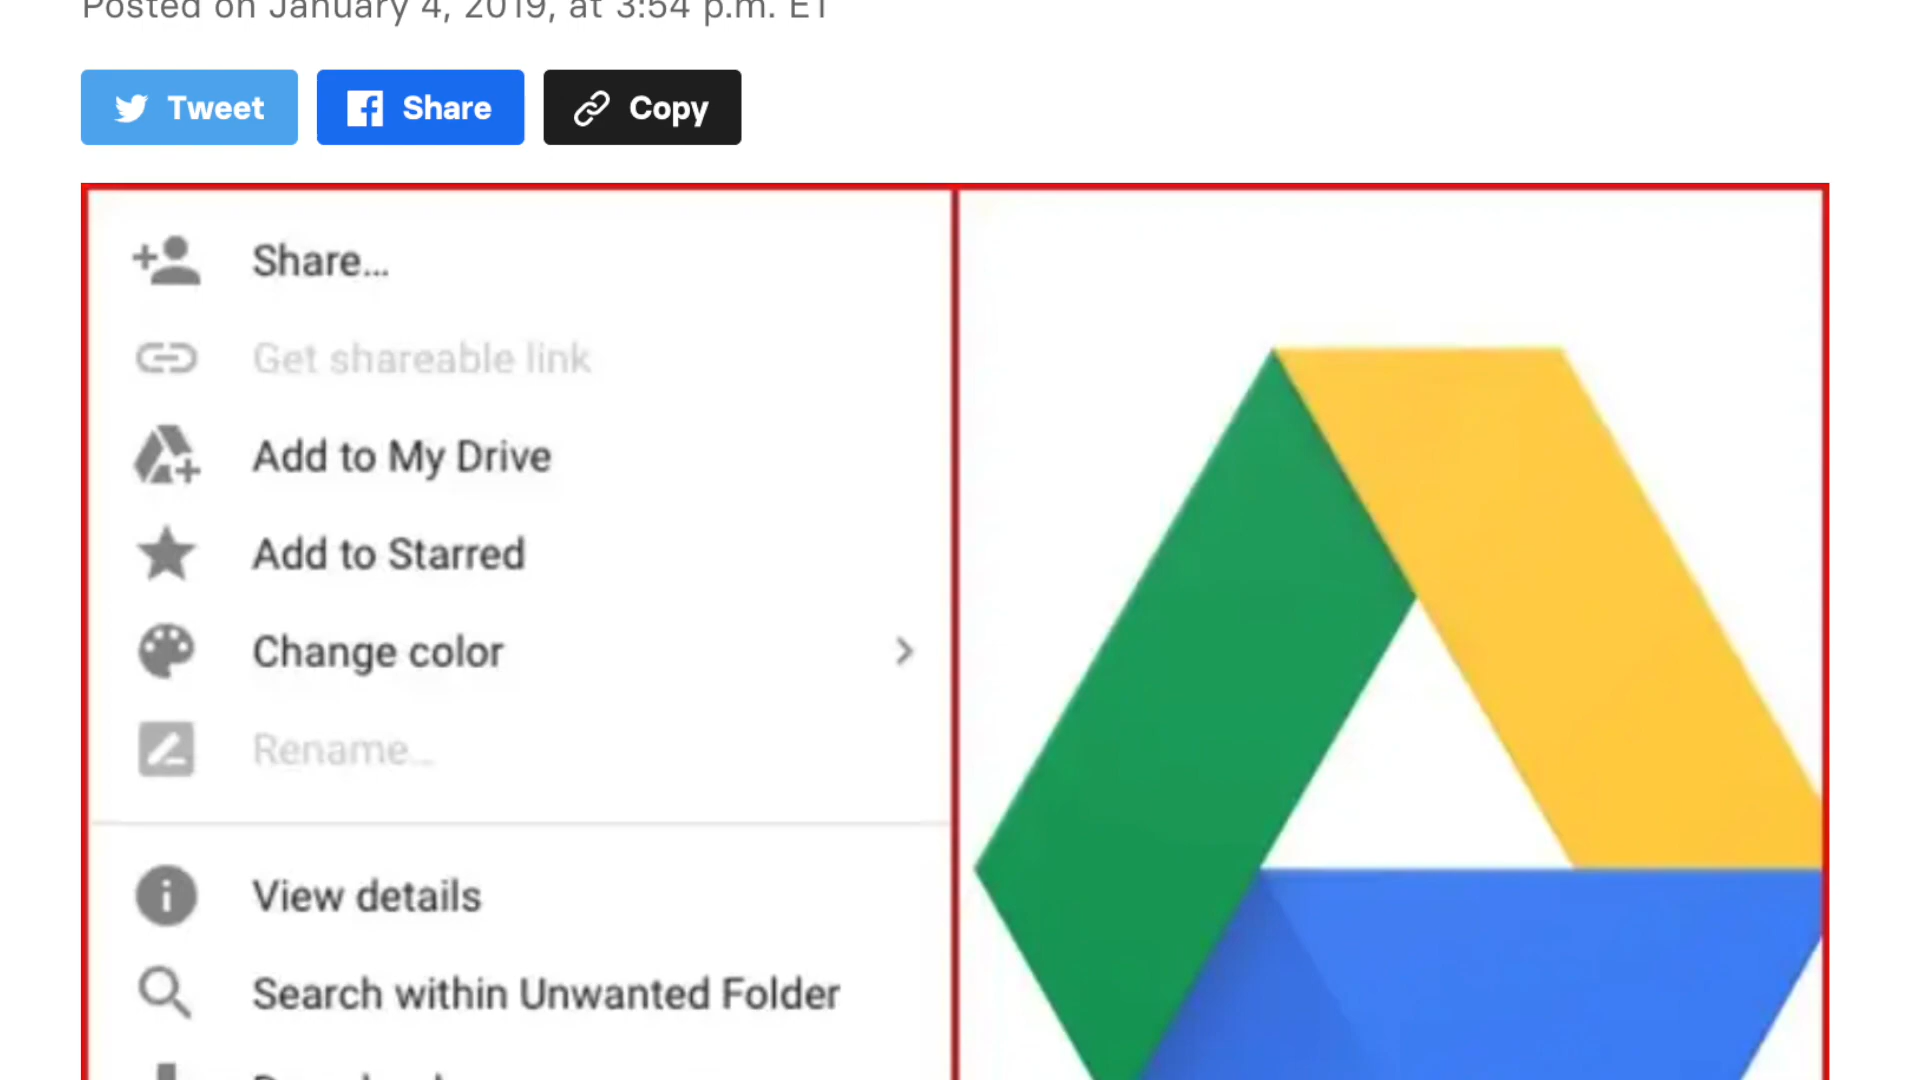 Posted on January 4, 2019, at 3:54 p.m. ET
Tweet Share Copy
Share...
Get shareable link
Add to My Drive
Add to Starred
Change color
Rename...
View details
Search within Unwanted Folder